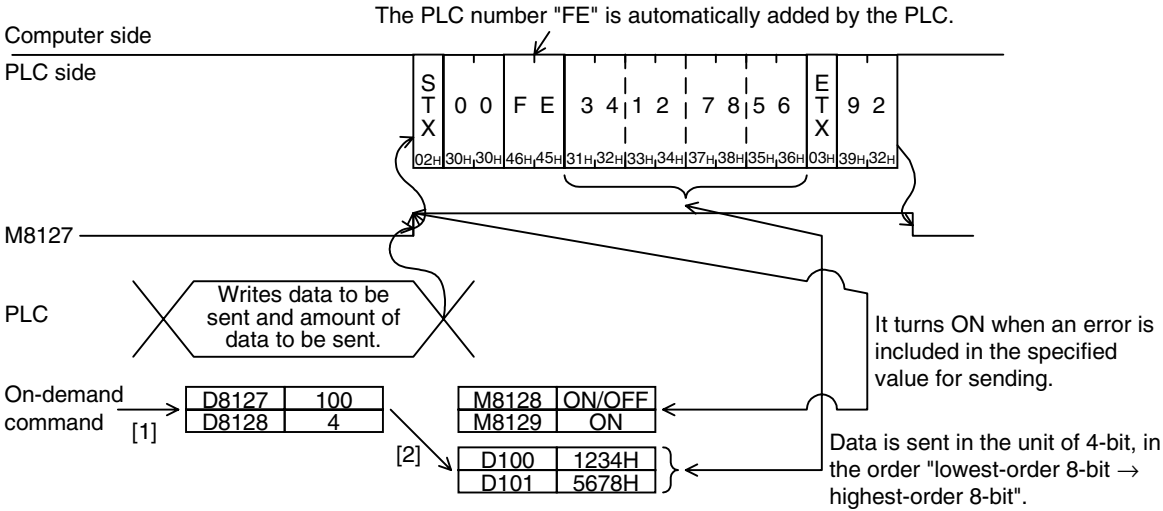 The PLC number "FE" is automatically added by the PLC.
Computer side
PLC side
STX 0 0 F E 3 4 1 2 7 8 5 6 ETX 9 2
02H 30H 30H 46H 45H 31H 32H 33H 34H 37H 38H 35H 36H 03H 39H 32H
M8127
Writes data to be
sent and amount of
data to be sent.
PLC
It turns ON when an error is
included in the specified
value for sending.
On-demand
command
[1]
D8127 100
D8128 4
[2]
M8128 ON/OFF
M8129 ON
D100 1234H
D101 5678H
Data is sent in the unit of 4-bit, in
the order "lowest-order 8-bit →
highest-order 8-bit".